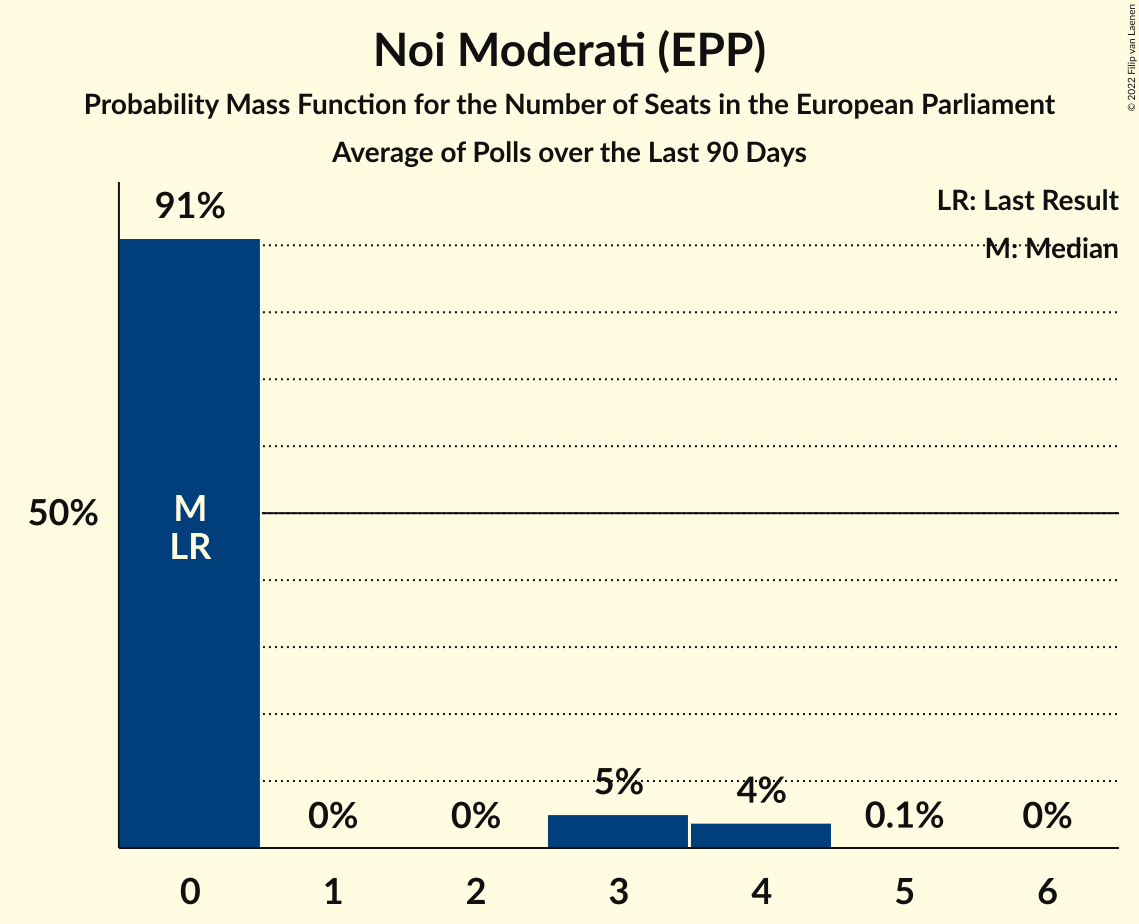 Noi Moderati (EPP)
Probability Mass Function for the Number of Seats in the European Parliament
Average of Polls over the Last 90 Days
© 2022 Filip van Laenen
LR: Last Result
M: Median
91%
50%
M
LR
0%
0%
5%
4%
0.1%
0%
0
1
2
3
4
5
6